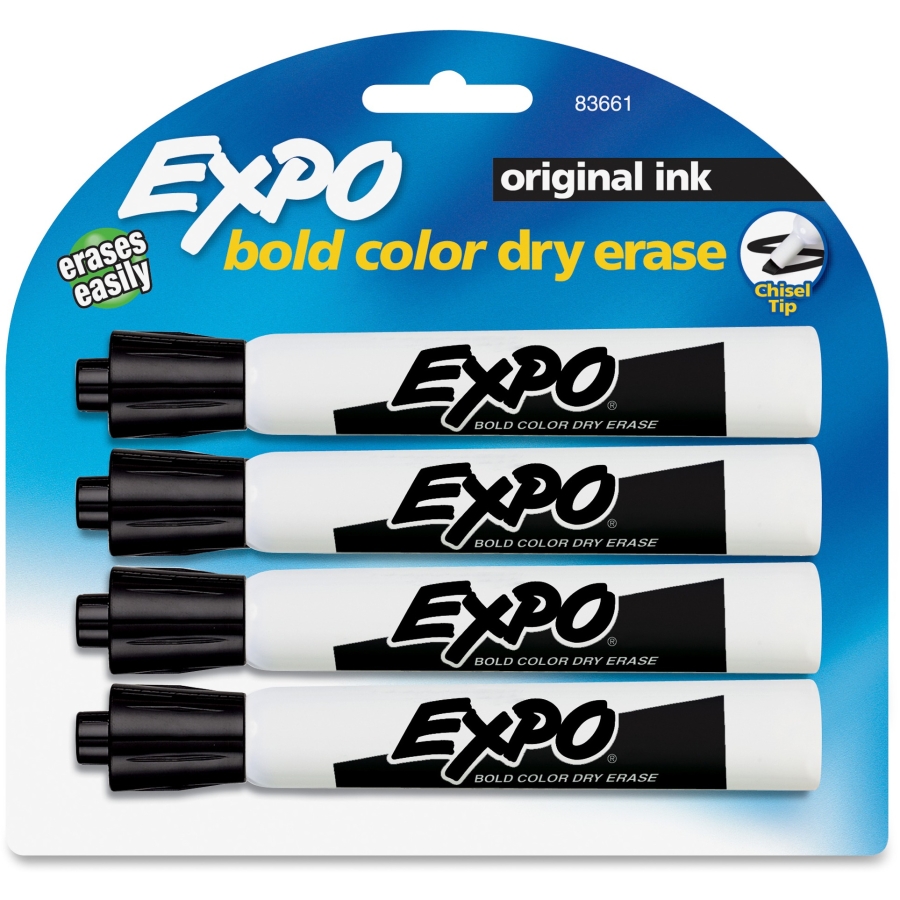 83661
EXPO
original ink
bold color dry erase
erases
easily
Chisel
Tip
EXPO®
BOLD COLOR DRY ERASE
EXPO®
BOLD COLOR DRY ERASE
EXPO®
BOLD COLOR DRY ERASE
EXPO®
BOLD COLOR DRY ERASE